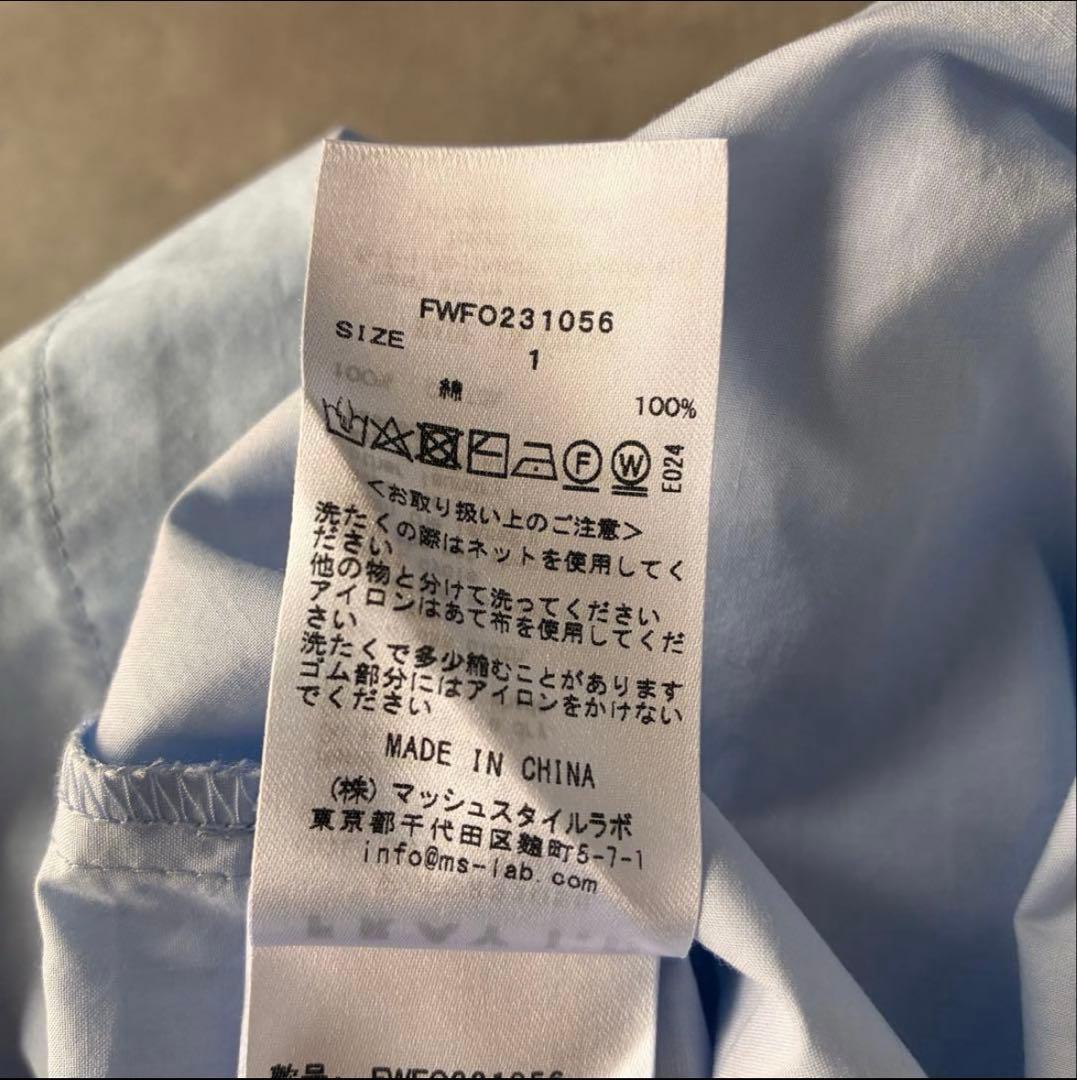 FWFO231056
SIZE 1
綿 100%
F W E024
<お取り扱い上のご注意>
洗たくの際はネットを使用してく
ださい
他の物と分けて洗ってください
アイロンはあて布を使用してくだ
さい
洗たくで多少縮むことがあります
ゴム部分にはアイロンをかけない
でください
MADE IN CHINA
(株)マッシュスタイルラボ
東京都千代田区麹町5-7-1
info@ms-lab.com